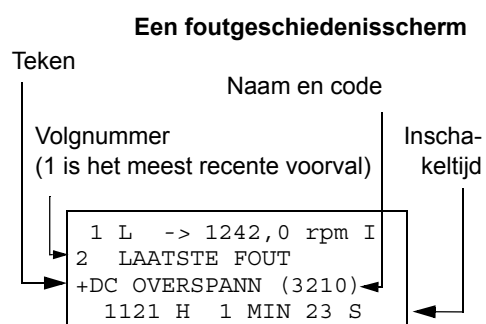 Een foutgeschiedenisscherm
Teken
Naam en code
Volgnummer
(1 is het meest recente voorval)
Inscha-
keltijd
1 L -> 1242,0 rpm I
2 LAATSTE FOUT
+DC OVERSPANN (3210)
1121 H 1 MIN 23 S